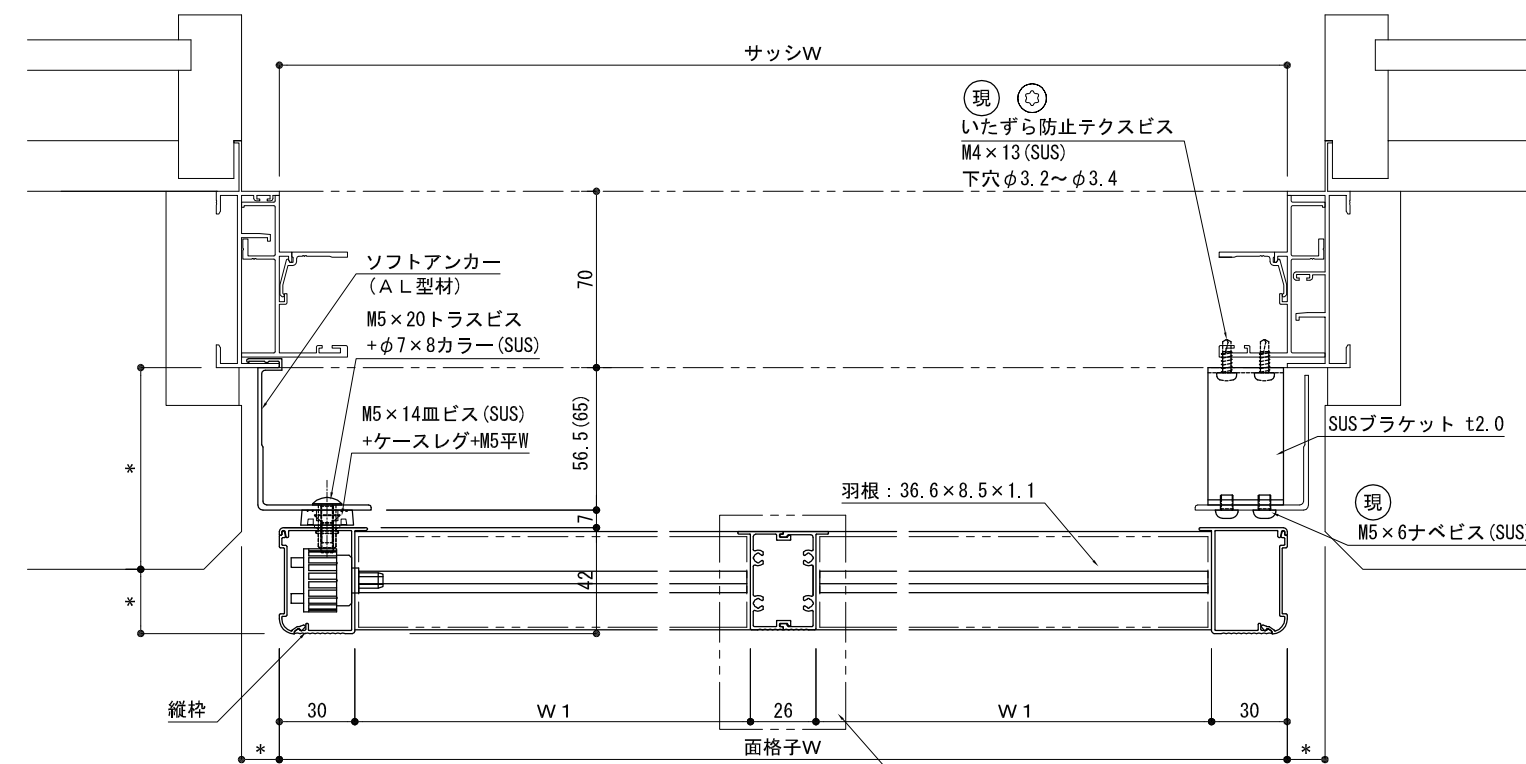 サッシW
現
いたずら防止テクスビス
M4×13(SUS)
下穴φ3.2～φ3.4
ソフトアンカー
(AL型材)
70
M5×20トラスビス
+φ7×8カラー(SUS)
M5×14皿ビス(SUS)
+ケースレグ+M5平W
56.5(65)
SUSブラケット t2.0
*
羽根：36.6×8.5×1.1
現
7
M5×6ナベビス(SUS)
42
*
縦枠
30
W1
26
W1
30
*
面格子W
*